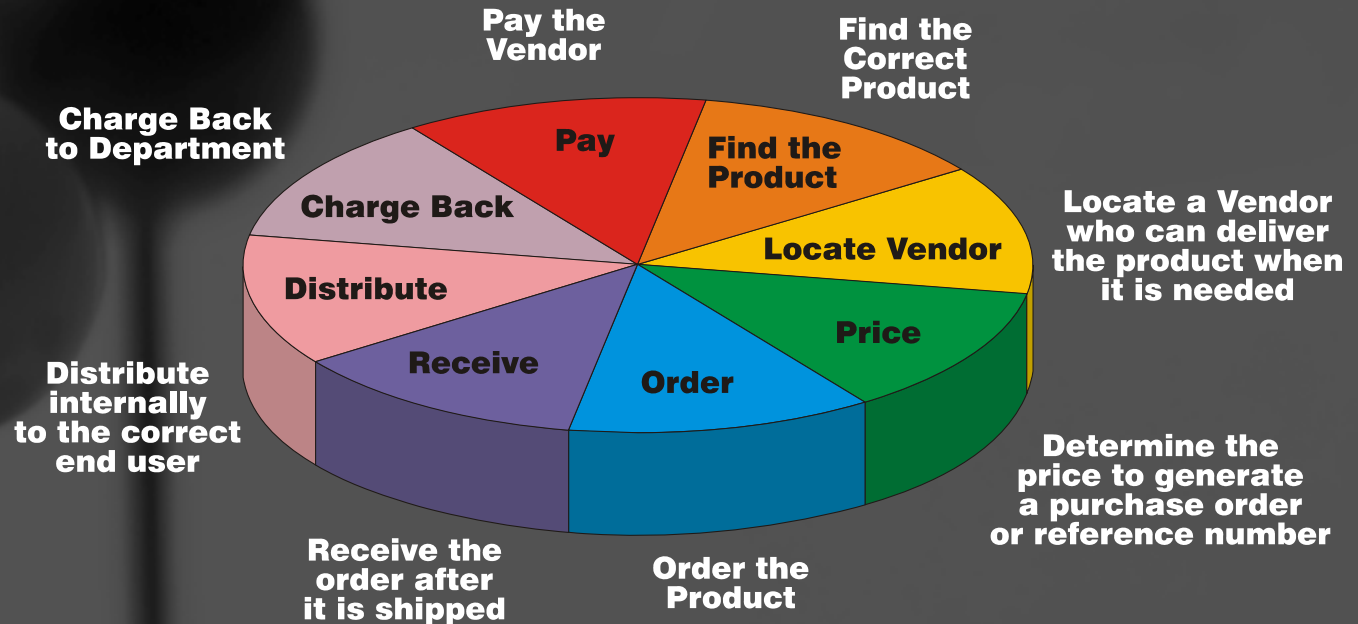 Pay the
Vendor
Find the
Correct
Product
Charge Back
to Department
Pay
Find the
Product
Charge Back
Locate Vendor
Locate a Vendor
who can deliver
the product when
it is needed
Distribute
Price
Receive
Order
Distribute
internally
to the correct
end user
Determine the
price to generate
a purchase order
or reference number
Receive the
order after
it is shipped
Order the
Product